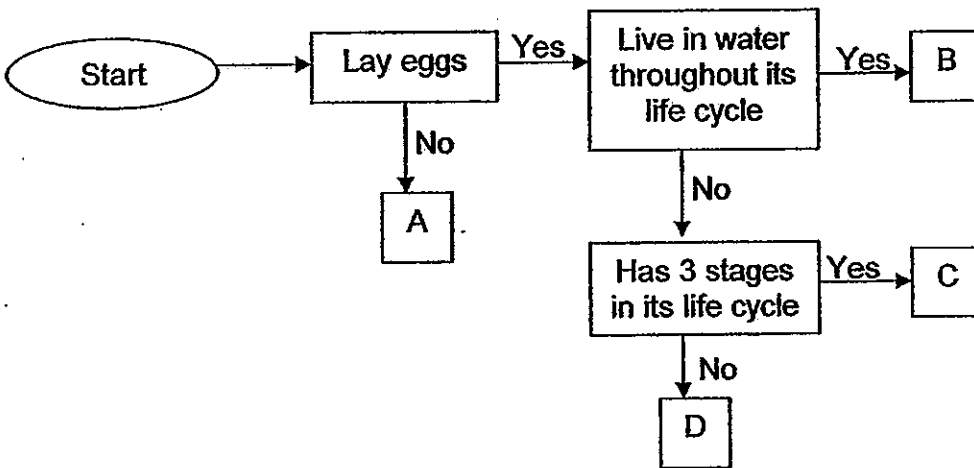 Start
Lay eggs
Yes
Live in water
throughout its
life cycle
Yes
B
No
A
No
Has 3 stages
in its life cycle
Yes
C
No
D